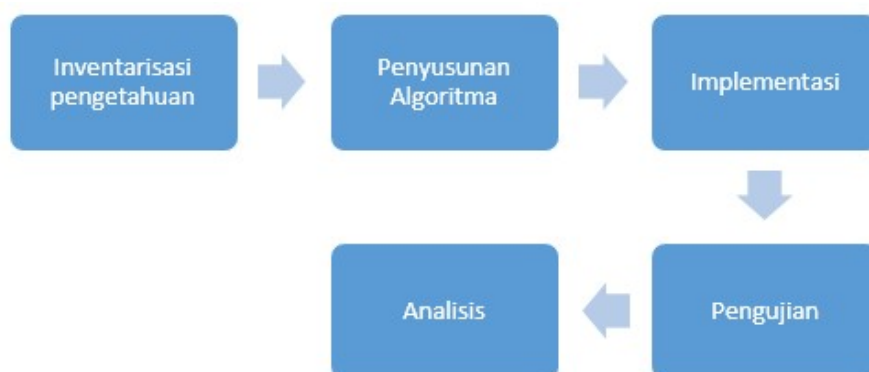 Inventarisasi
pengetahuan
Penyusunan
Algoritma
Implementasi
Pengujian
Analisis